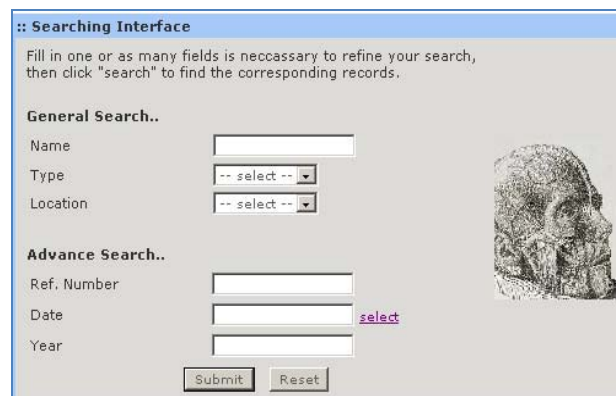 :: Searching Interface
Fill in one or as many fields is neccassary to refine your search,
then click "search" to find the corresponding records.
General Search..
Name
Type -- select --
Location -- select --
Advance Search..
Ref. Number
Date select
Year
Submit Reset